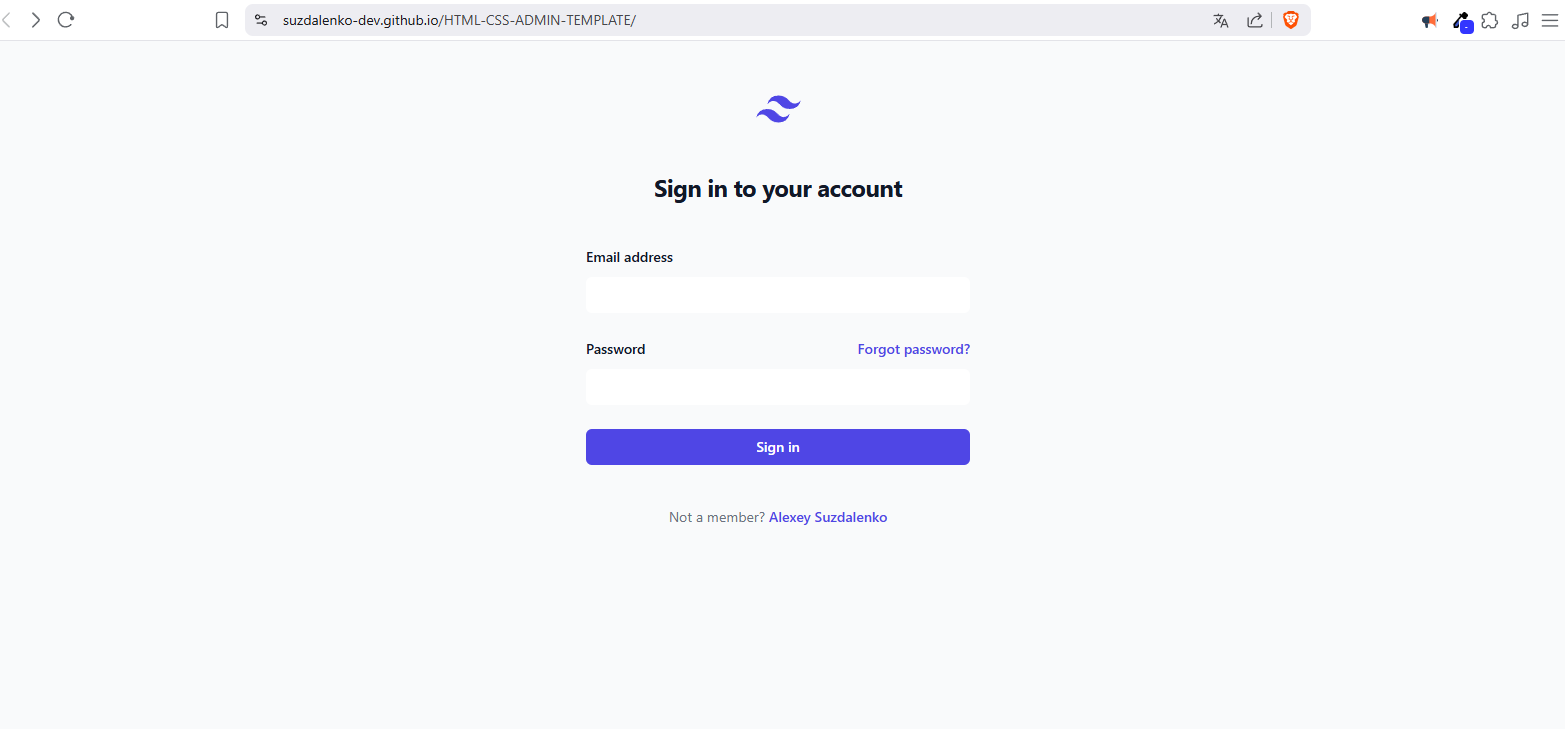 suzdalenko-dev.github.io/HTML-CSS-ADMIN-TEMPLATE/
Sign in to your account
Email address
Password Forgot password?
Sign in
Not a member? Alexey Suzdalenko